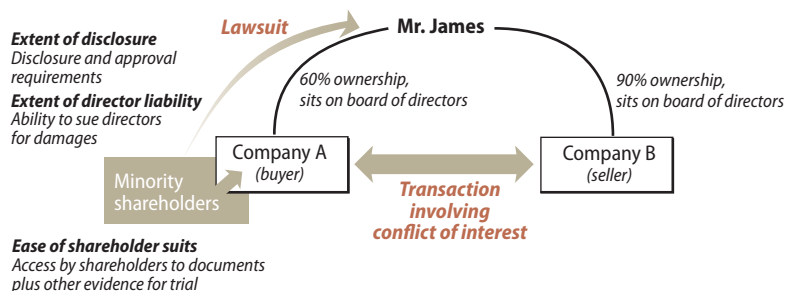 Lawsuit
Mr. James
Extent of disclosure
Disclosure and approval
requirements
Extent of director liability
Ability to sue directors
for damages
60% ownership,
sits on board of directors
90% ownership,
sits on board of directors
Company A
(buyer)
Company B
(seller)
Minority
shareholders
Transaction
involving
conflict of interest
Ease of shareholder suits
Access by shareholders to documents
plus other evidence for trial